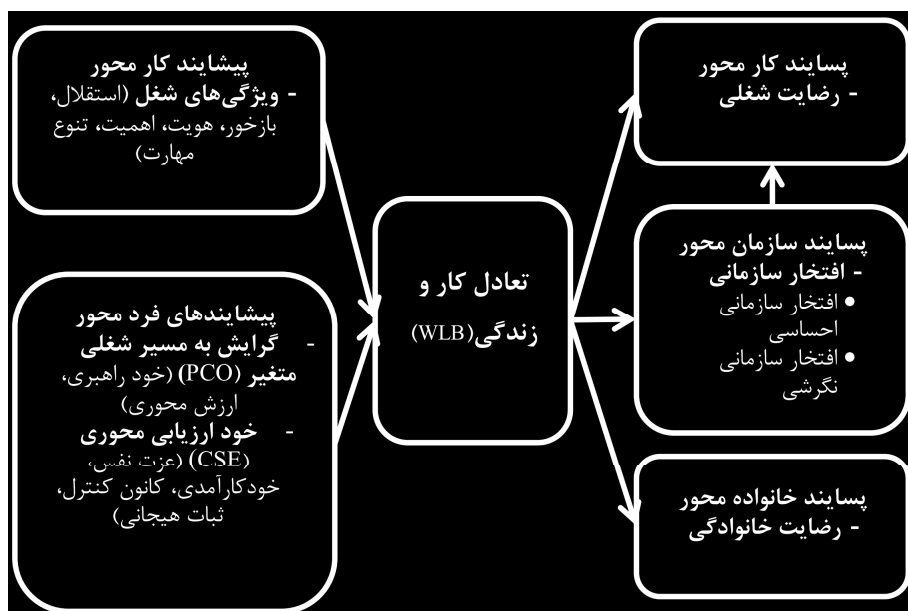 پیشایند کار محور
- ویژگی‌های شغل (استقلال،
بازخور، هویت، اهمیت، تنوع
مهارت)
پیشایندهای فرد محور
- گرایش به مسیر شغلی
متغیر (PCO) (خود راهبری،
ارزش محوری)
- خود ارزیابی محوری
(CSE) (عزت نفس،
خودکارآمدی، کانون کنترل،
ثبات هیجانی)
تعادل کار و
زندگی(WLB)
پسایند کار محور
- رضایت شغلی
پسایند سازمان محور
- افتخار سازمانی
• افتخار سازمانی
احساسی
• افتخار سازمانی
نگرشی
پسایند خانواده محور
- رضایت خانوادگی